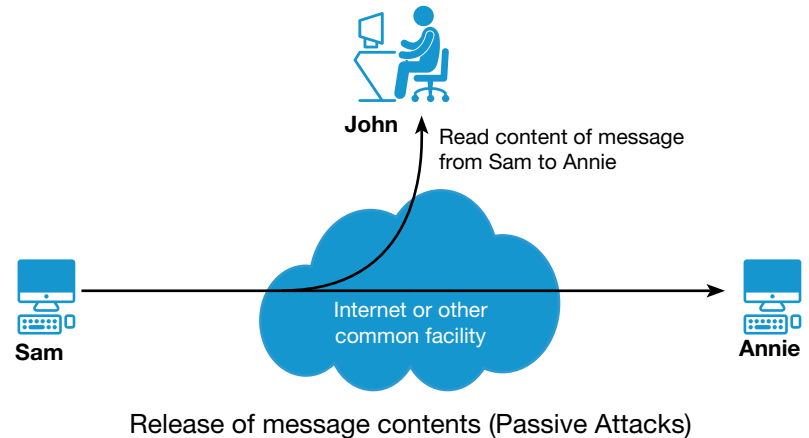 John
Read content of message
from Sam to Annie
Internet or other
common facility
Sam
Annie
Release of message contents (Passive Attacks)